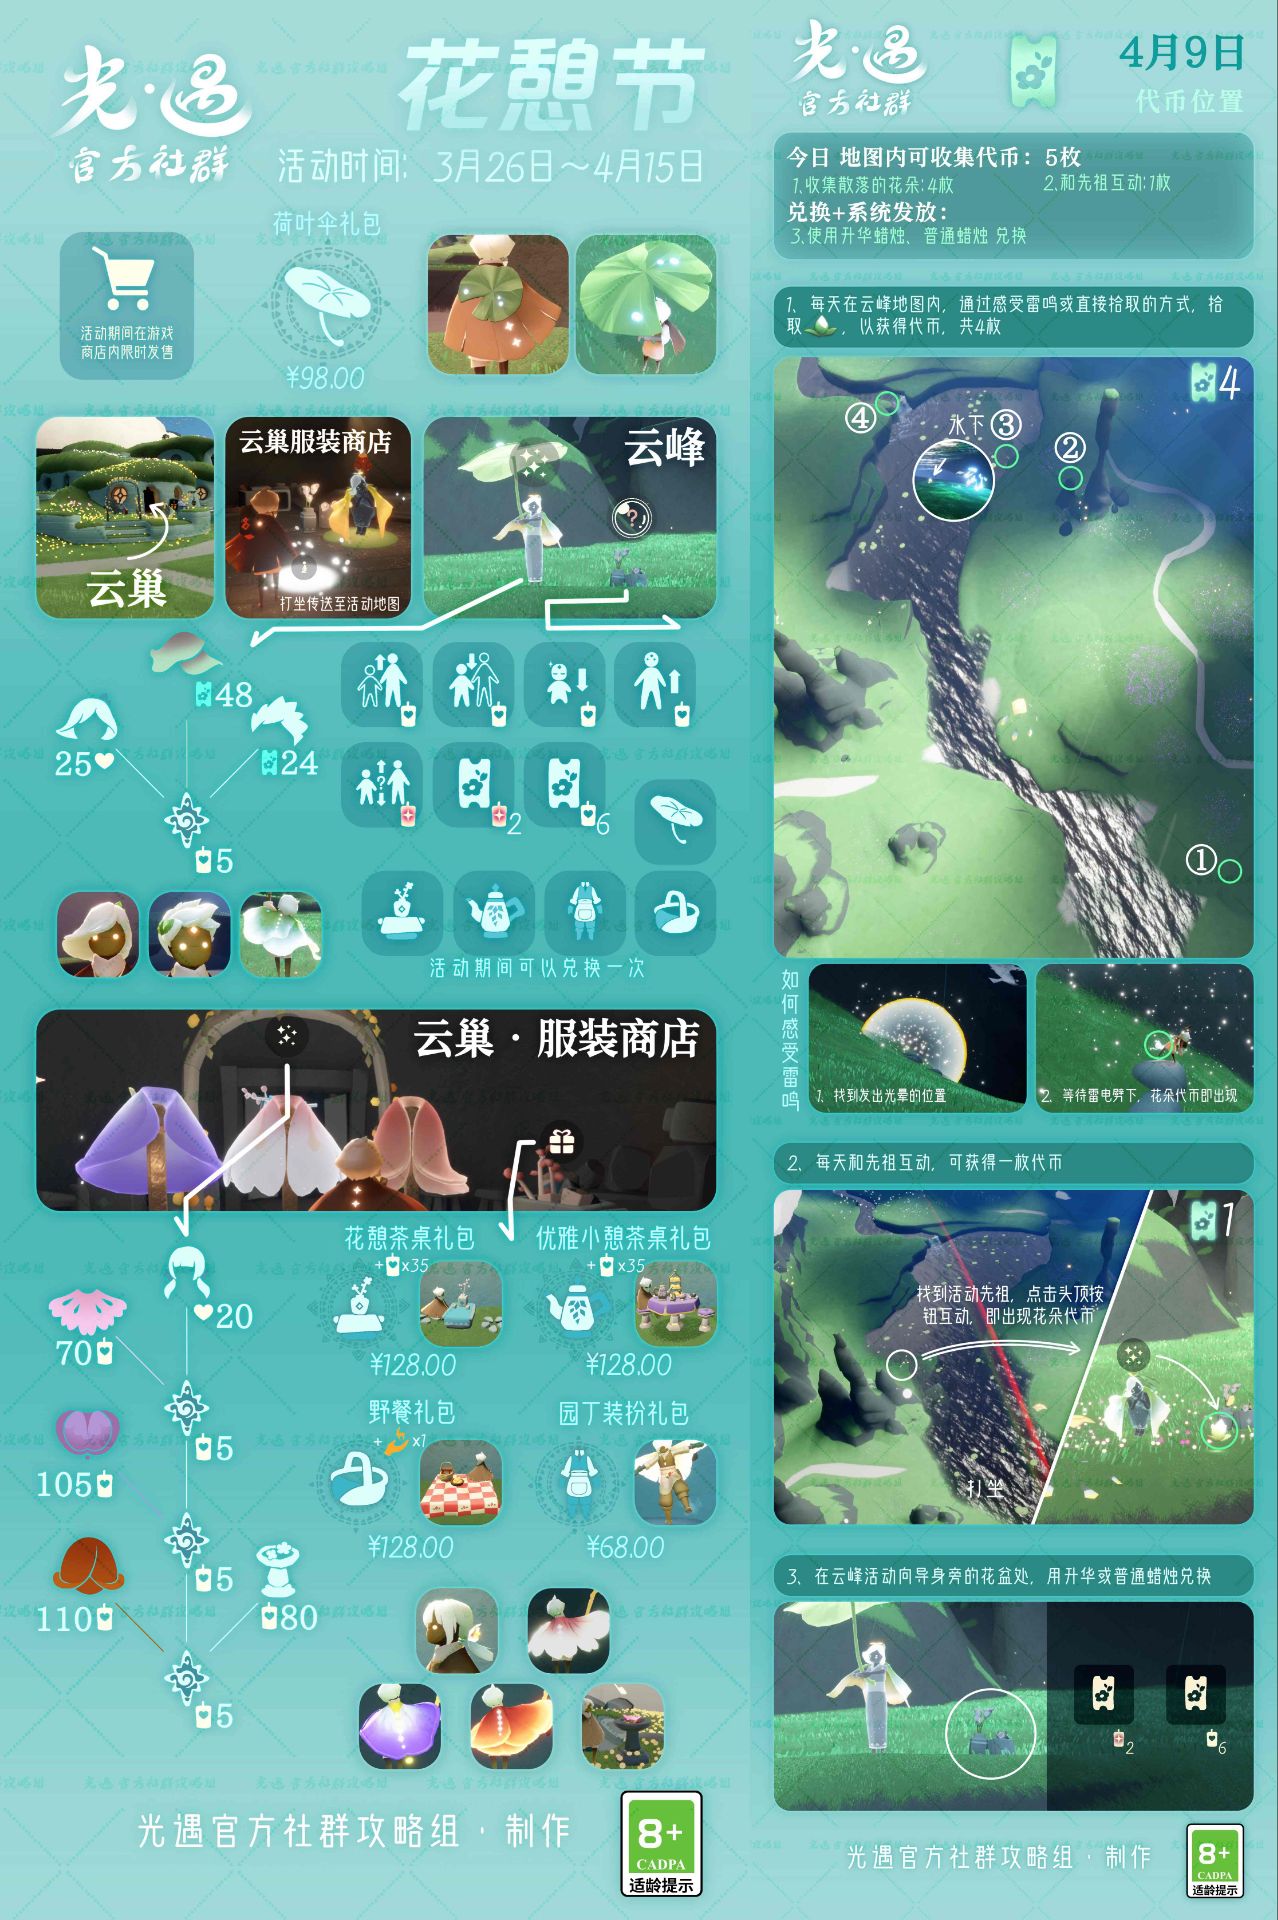 光·遇
官方社群
花憩节
活动时间: 3月26日～4月15日
活动期间在游戏
商店内限时发售
荷叶伞礼包
¥98.00
云巢
云巢服装商店
打坐传送至活动地图
云峰
?
48
25
24
5
?
2
6
活动期间可以兑换一次
云巢·服装商店
20
70
5
105
5
110
80
5
花憩茶桌礼包
+x35
¥128.00
优雅小憩茶桌礼包
+x35
¥128.00
野餐礼包
+x1
¥128.00
园丁装扮礼包
¥68.00
光遇官方社群攻略组·制作
8+
CADPA
适龄提示
光·遇
官方社群
4月9日
代币位置
今日 地图内可收集代币：5枚
1、收集散落的花朵:4枚
2、和先祖互动:1枚
兑换+系统发放：
3、使用升华蜡烛、普通蜡烛 兑换
1、每天在云峰地图内，通过感受雷鸣或直接拾取的方式，拾
取 ，以获得代币，共4枚
4
④
水下③
②
①
如何感受雷鸣
1、找到发出光晕的位置
2、等待雷电劈下，花朵代币即出现
2、每天和先祖互动，可获得一枚代币
1
找到活动先祖，点击头顶按
钮互动，即出现花朵代币
打坐
3、在云峰活动向导身旁的花盆处，用升华或普通蜡烛兑换
2
6
光遇官方社群攻略组·制作
8+
CADPA
适龄提示